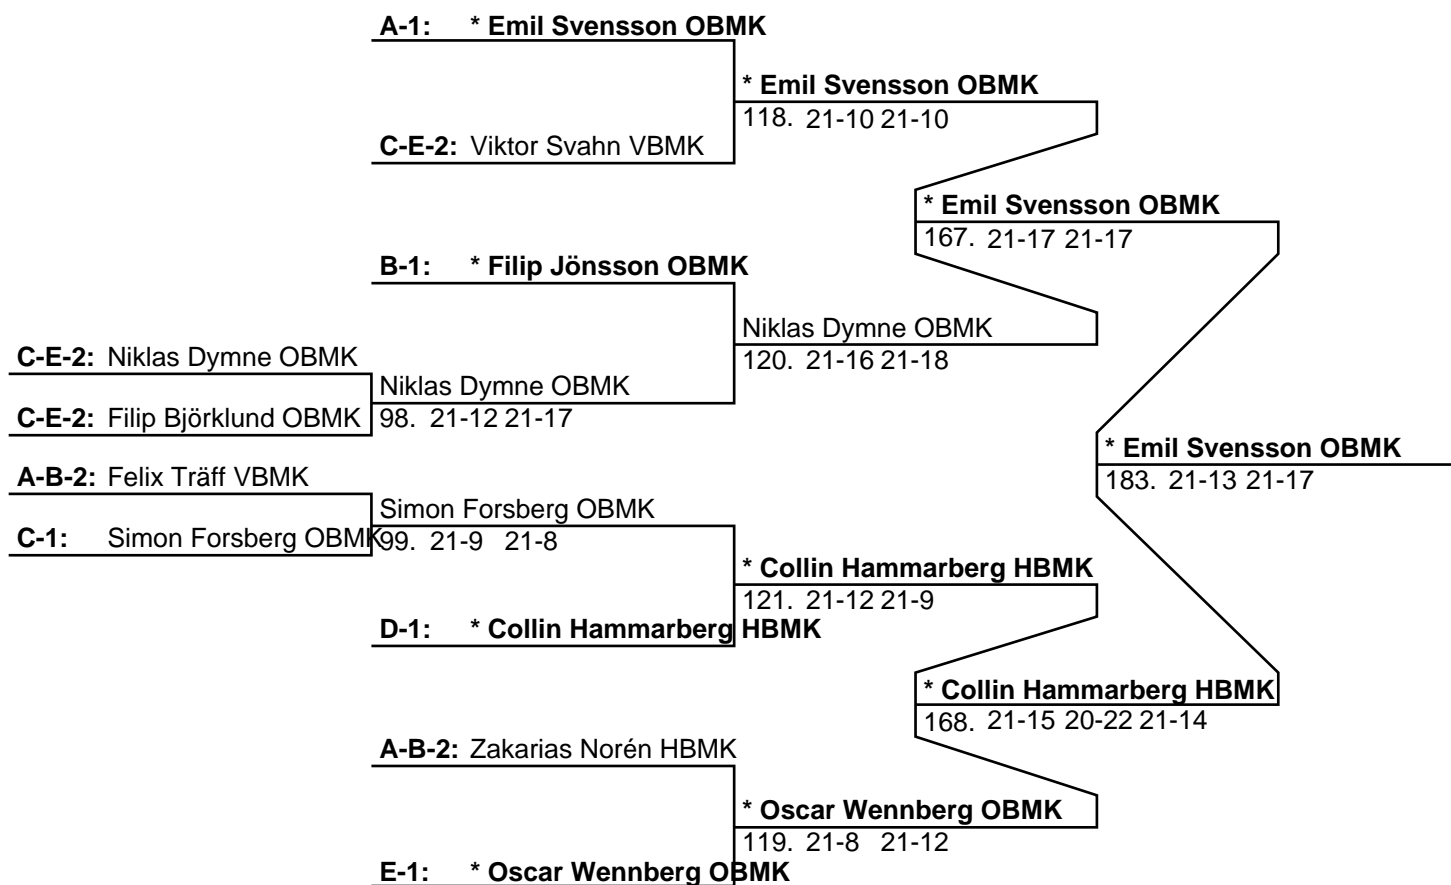 A-1: * Emil Svensson OBMK
* Emil Svensson OBMK
118. 21-10 21-10
C-E-2: Viktor Svahn VBMK
* Emil Svensson OBMK
167. 21-17 21-17
B-1: * Filip Jönsson OBMK
Niklas Dymne OBMK
120. 21-16 21-18
C-E-2: Niklas Dymne OBMK
Niklas Dymne OBMK
C-E-2: Filip Björklund OBMK
98. 21-12 21-17
* Emil Svensson OBMK
183. 21-13 21-17
A-B-2: Felix Träff VBMK
Simon Forsberg OBMK
C-1: Simon Forsberg OBMK
99. 21-9 21-8
* Collin Hammarberg HBMK
121. 21-12 21-9
D-1: * Collin Hammarberg HBMK
* Collin Hammarberg HBMK
168. 21-15 20-22 21-14
A-B-2: Zakarias Norén HBMK
* Oscar Wennberg OBMK
119. 21-8 21-12
E-1: * Oscar Wennberg OBMK